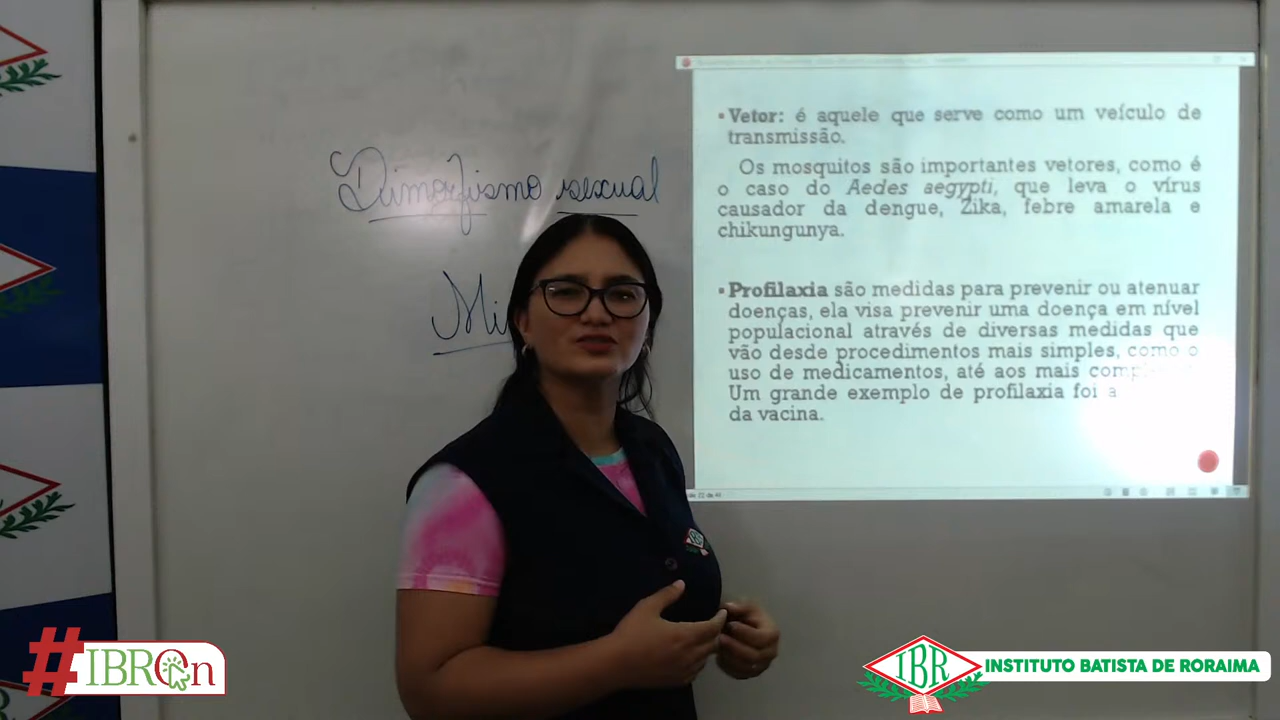 Dimorfismo sexual
Mi
▪Vetor: é aquele que serve como um veículo de
transmissão.
Os mosquitos são importantes vetores, como é
o caso do Aedes aegypti, que leva o vírus
causador da dengue, Zika, febre amarela e
chikungunya.
▪Profilaxia são medidas para prevenir ou atenuar
doenças, ela visa prevenir uma doença em nível
populacional através de diversas medidas que
vão desde procedimentos mais simples, como o
uso de medicamentos, até aos mais comp
Um grande exemplo de profilaxia foi a
da vacina.
IBR
#IBROn
IBR
INSTITUTO BATISTA DE RORAIMA